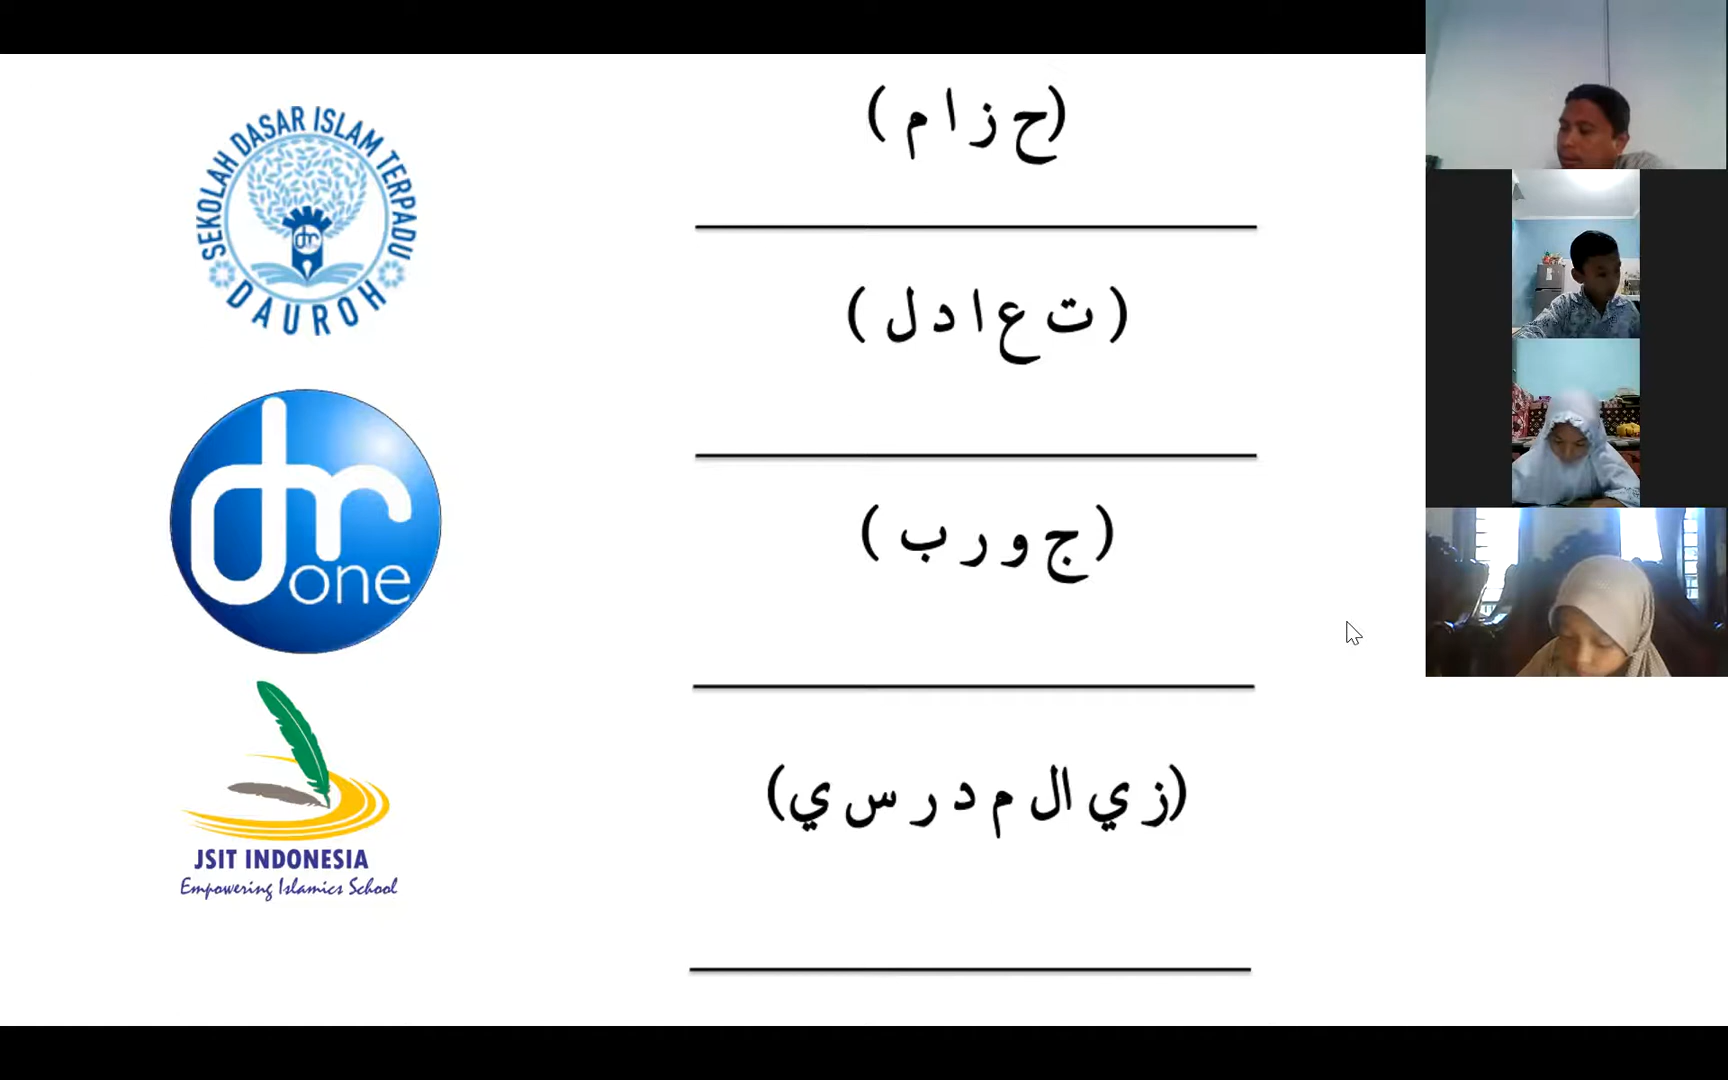 SEKOLAH DASAR ISLAM TERPADU
DAUROH
dr
one
JSIT INDONESIA
Empowering Islamics School
(ح ز ا م )
( ت ع ا د ل )
( ج و ر ب )
(ز ي ال م د ر س ي)